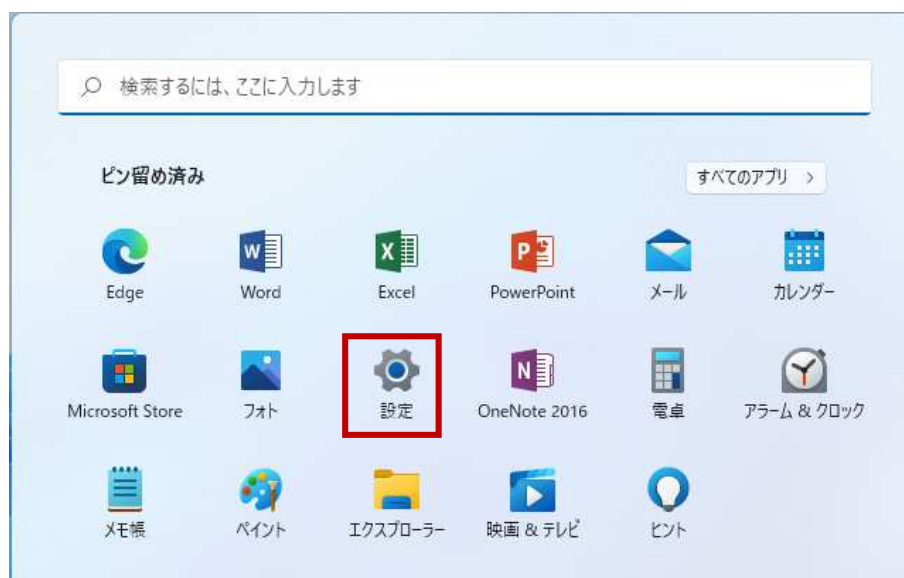 検索するには、ここに入力します
ピン留め済み
すべてのアプリ >
Edge
Word
Excel
PowerPoint
メール
カレンダー
Microsoft Store
フォト
設定
OneNote 2016
電卓
アラーム & クロック
メモ帳
ペイント
エクスプローラー
映画 & テレビ
ヒント